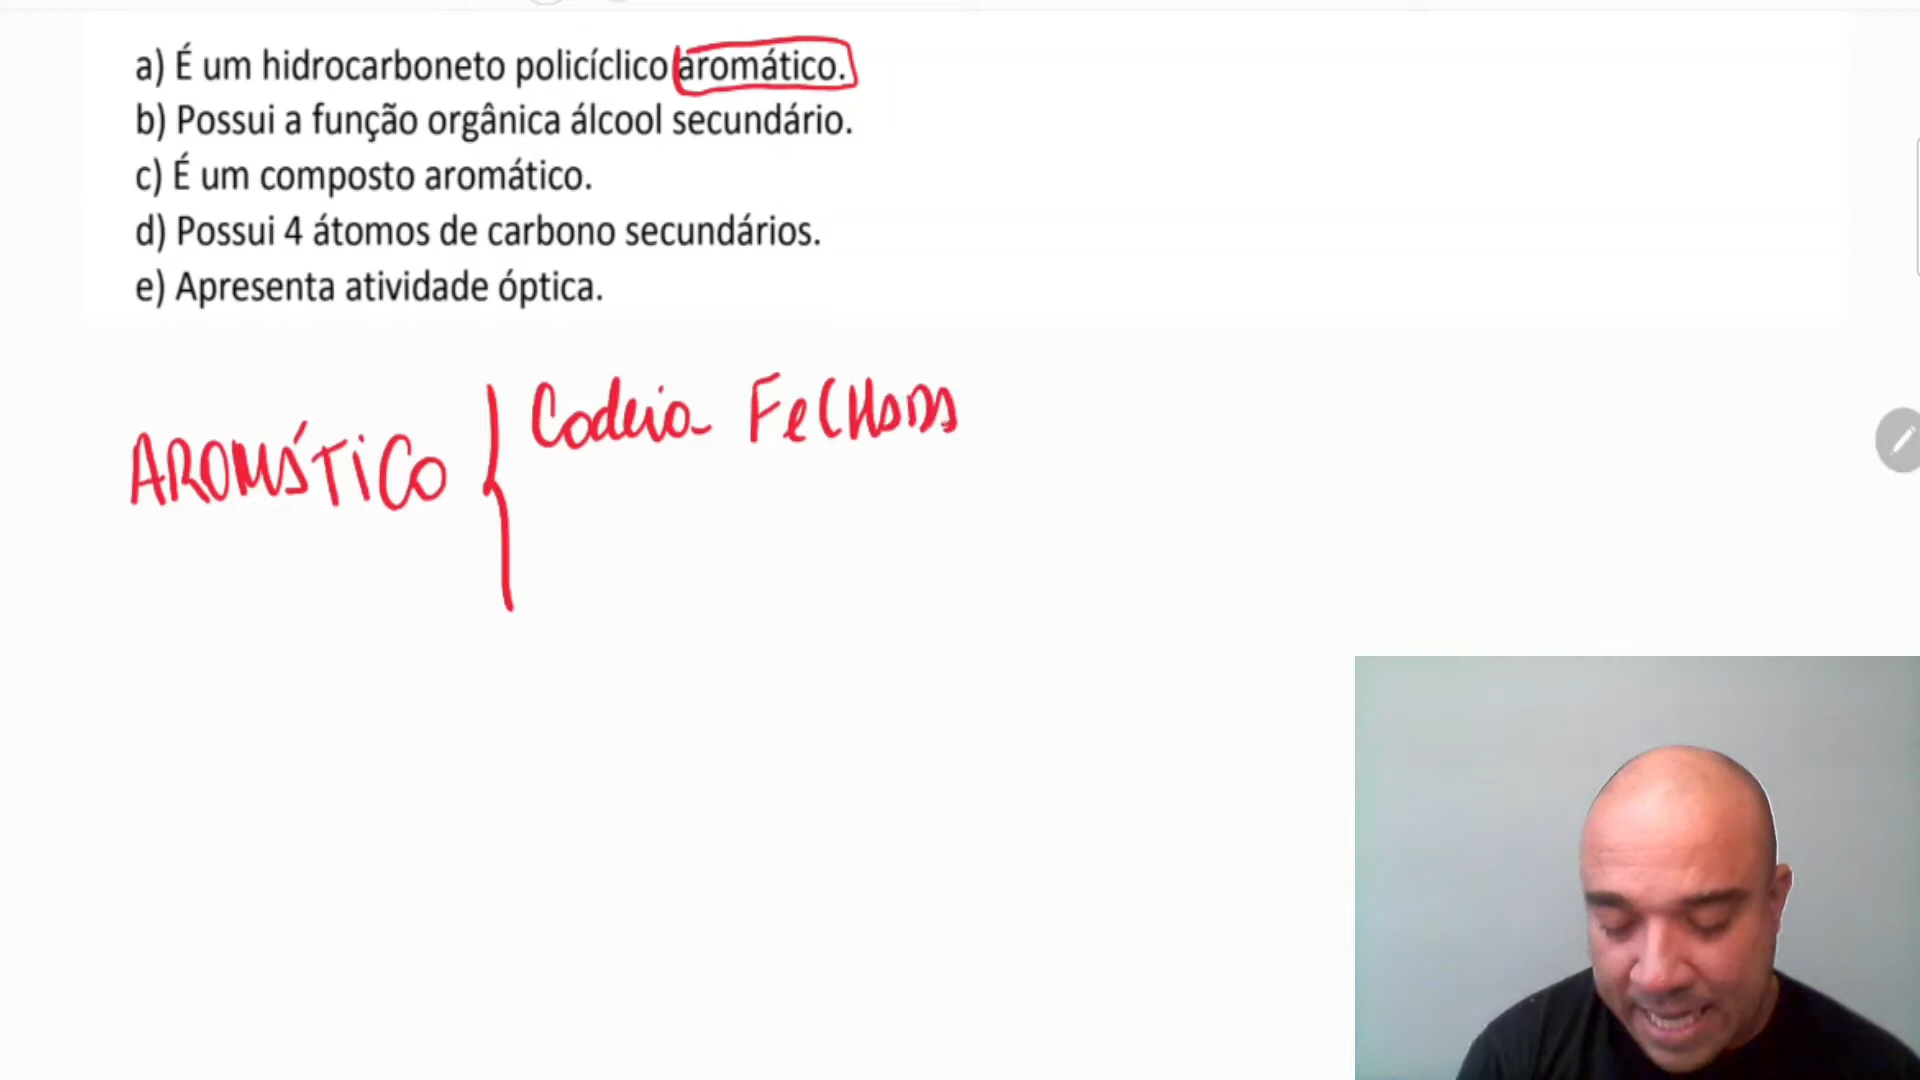 a) É um hidrocarboneto policíclico aromático.
b) Possui a função orgânica álcool secundário.
c) É um composto aromático.
d) Possui 4 átomos de carbono secundários.
e) Apresenta atividade óptica.
AROMÁTICO { Cadeia FeCHADA